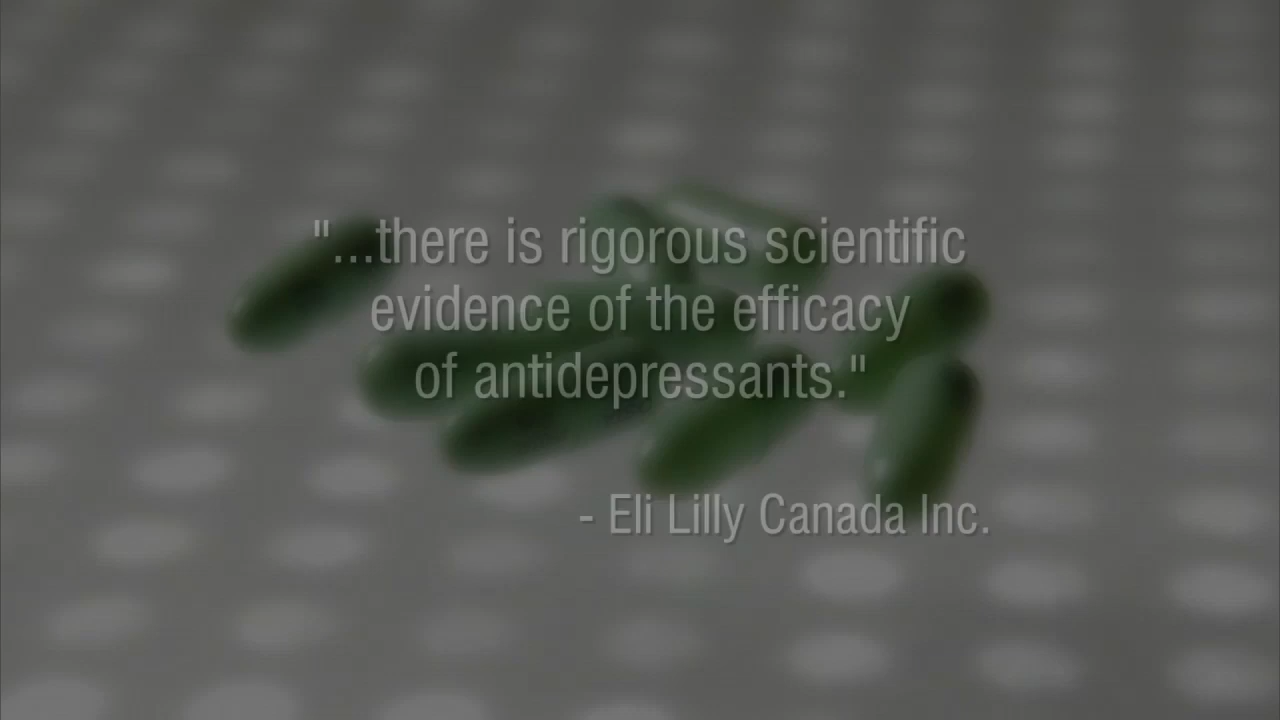 "...there is rigorous scientific
evidence of the efficacy
of antidepressants."
- Eli Lilly Canada Inc.